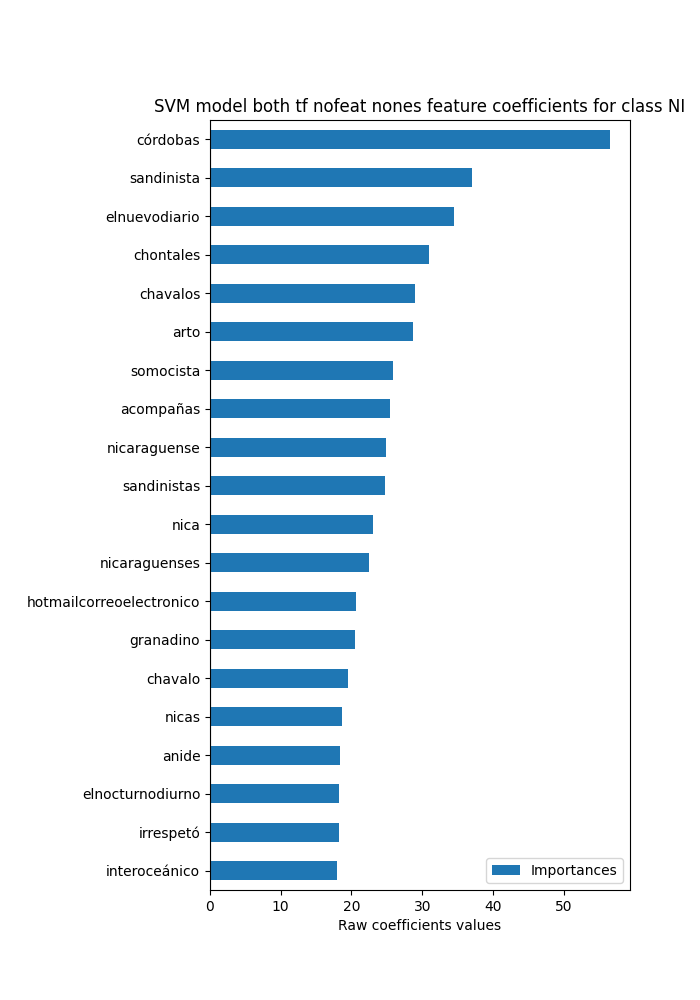 SVM model both tf nofeat nones feature coefficients for class NI
córdobas
sandinista
elnuevodiario
chontales
chavalos
arto
somocista
acompañas
nicaraguense
sandinistas
nica
nicaraguenses
hotmailcorreoelectronico
granadino
chavalo
nicas
anide
elnocturnodiurno
irrespetó
interoceánico
Importances
0 10 20 30 40 50
Raw coefficients values